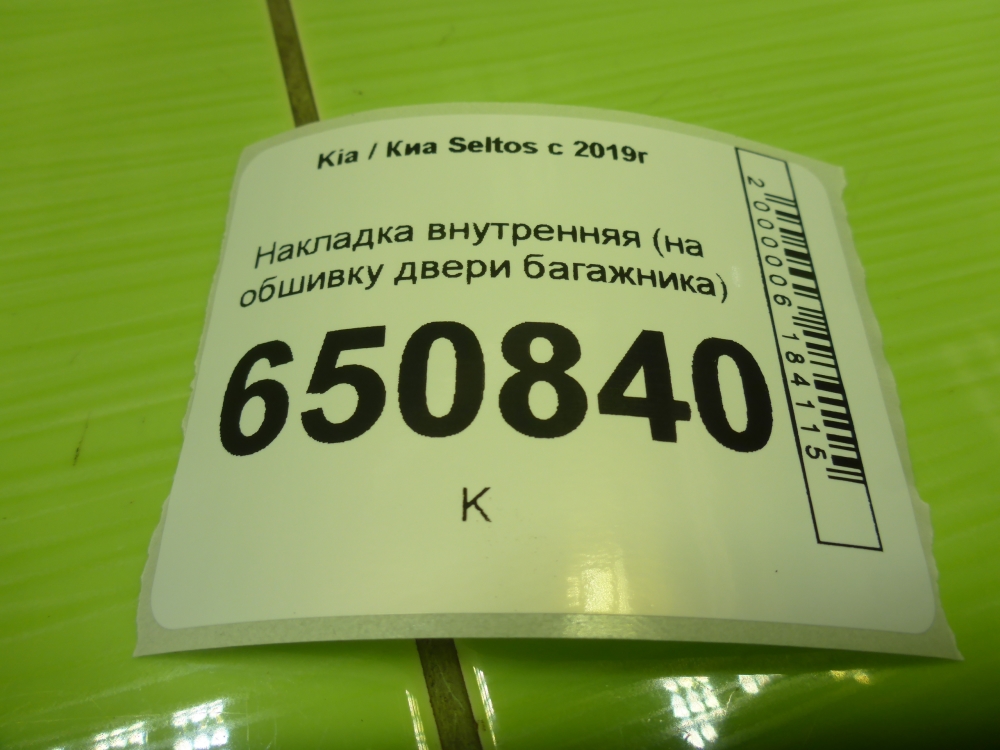 Kia / Киа Seltos с 2019г
Накладка внутренняя (на
обшивку двери багажника)
650840
К
2000006184115